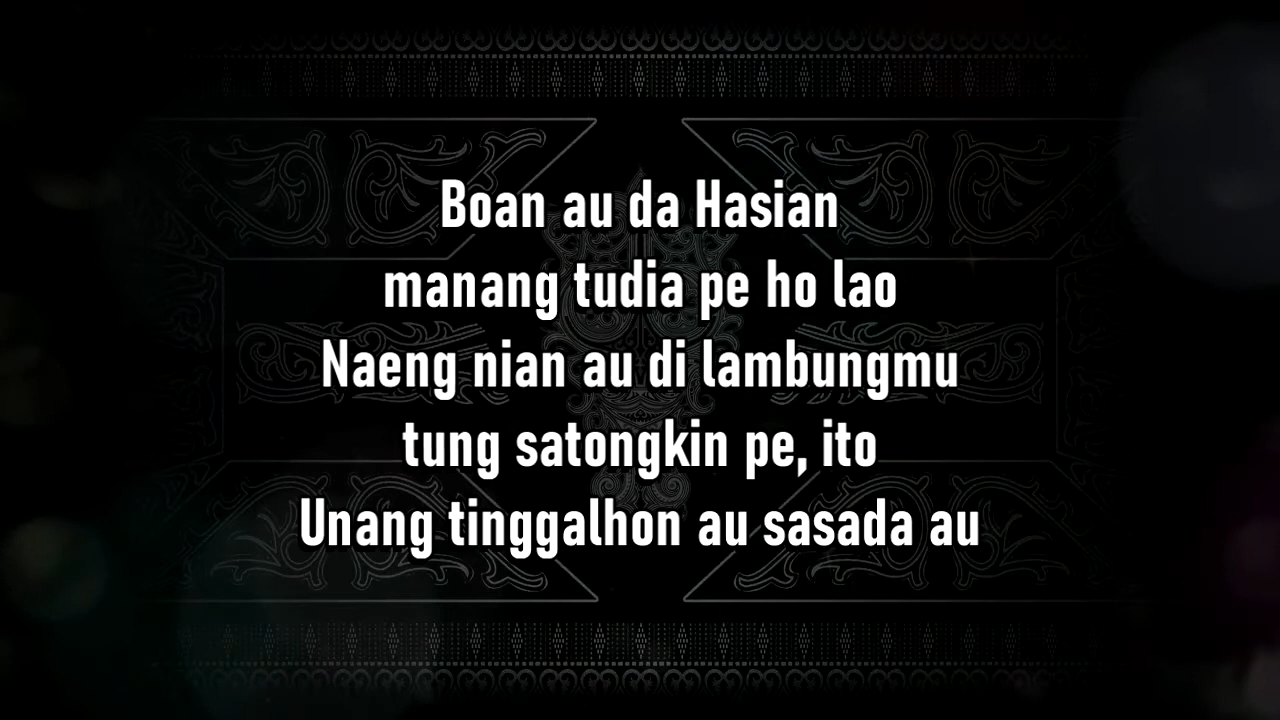 Boan au da Hasian
manang tudia pe ho lao
Naeng nian au di lambungmu
tung satongkin pe, ito
Unang tinggalhon au sasada au